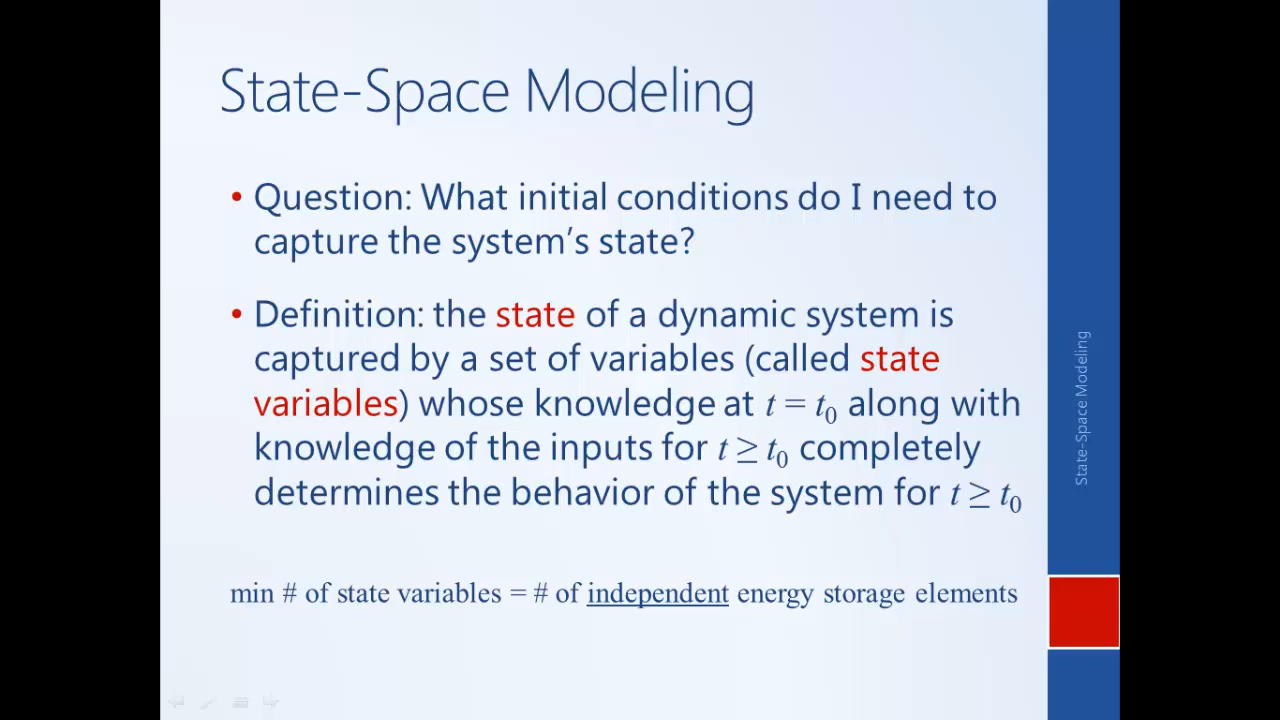 State-Space Modeling
• Question: What initial conditions do I need to
capture the system's state?
• Definition: the state of a dynamic system is
captured by a set of variables (called state
variables) whose knowledge at t = t₀ along with
knowledge of the inputs for t ≥ t₀ completely
determines the behavior of the system for t ≥ t₀
min # of state variables = # of independent energy storage elements
State-Space Modeling